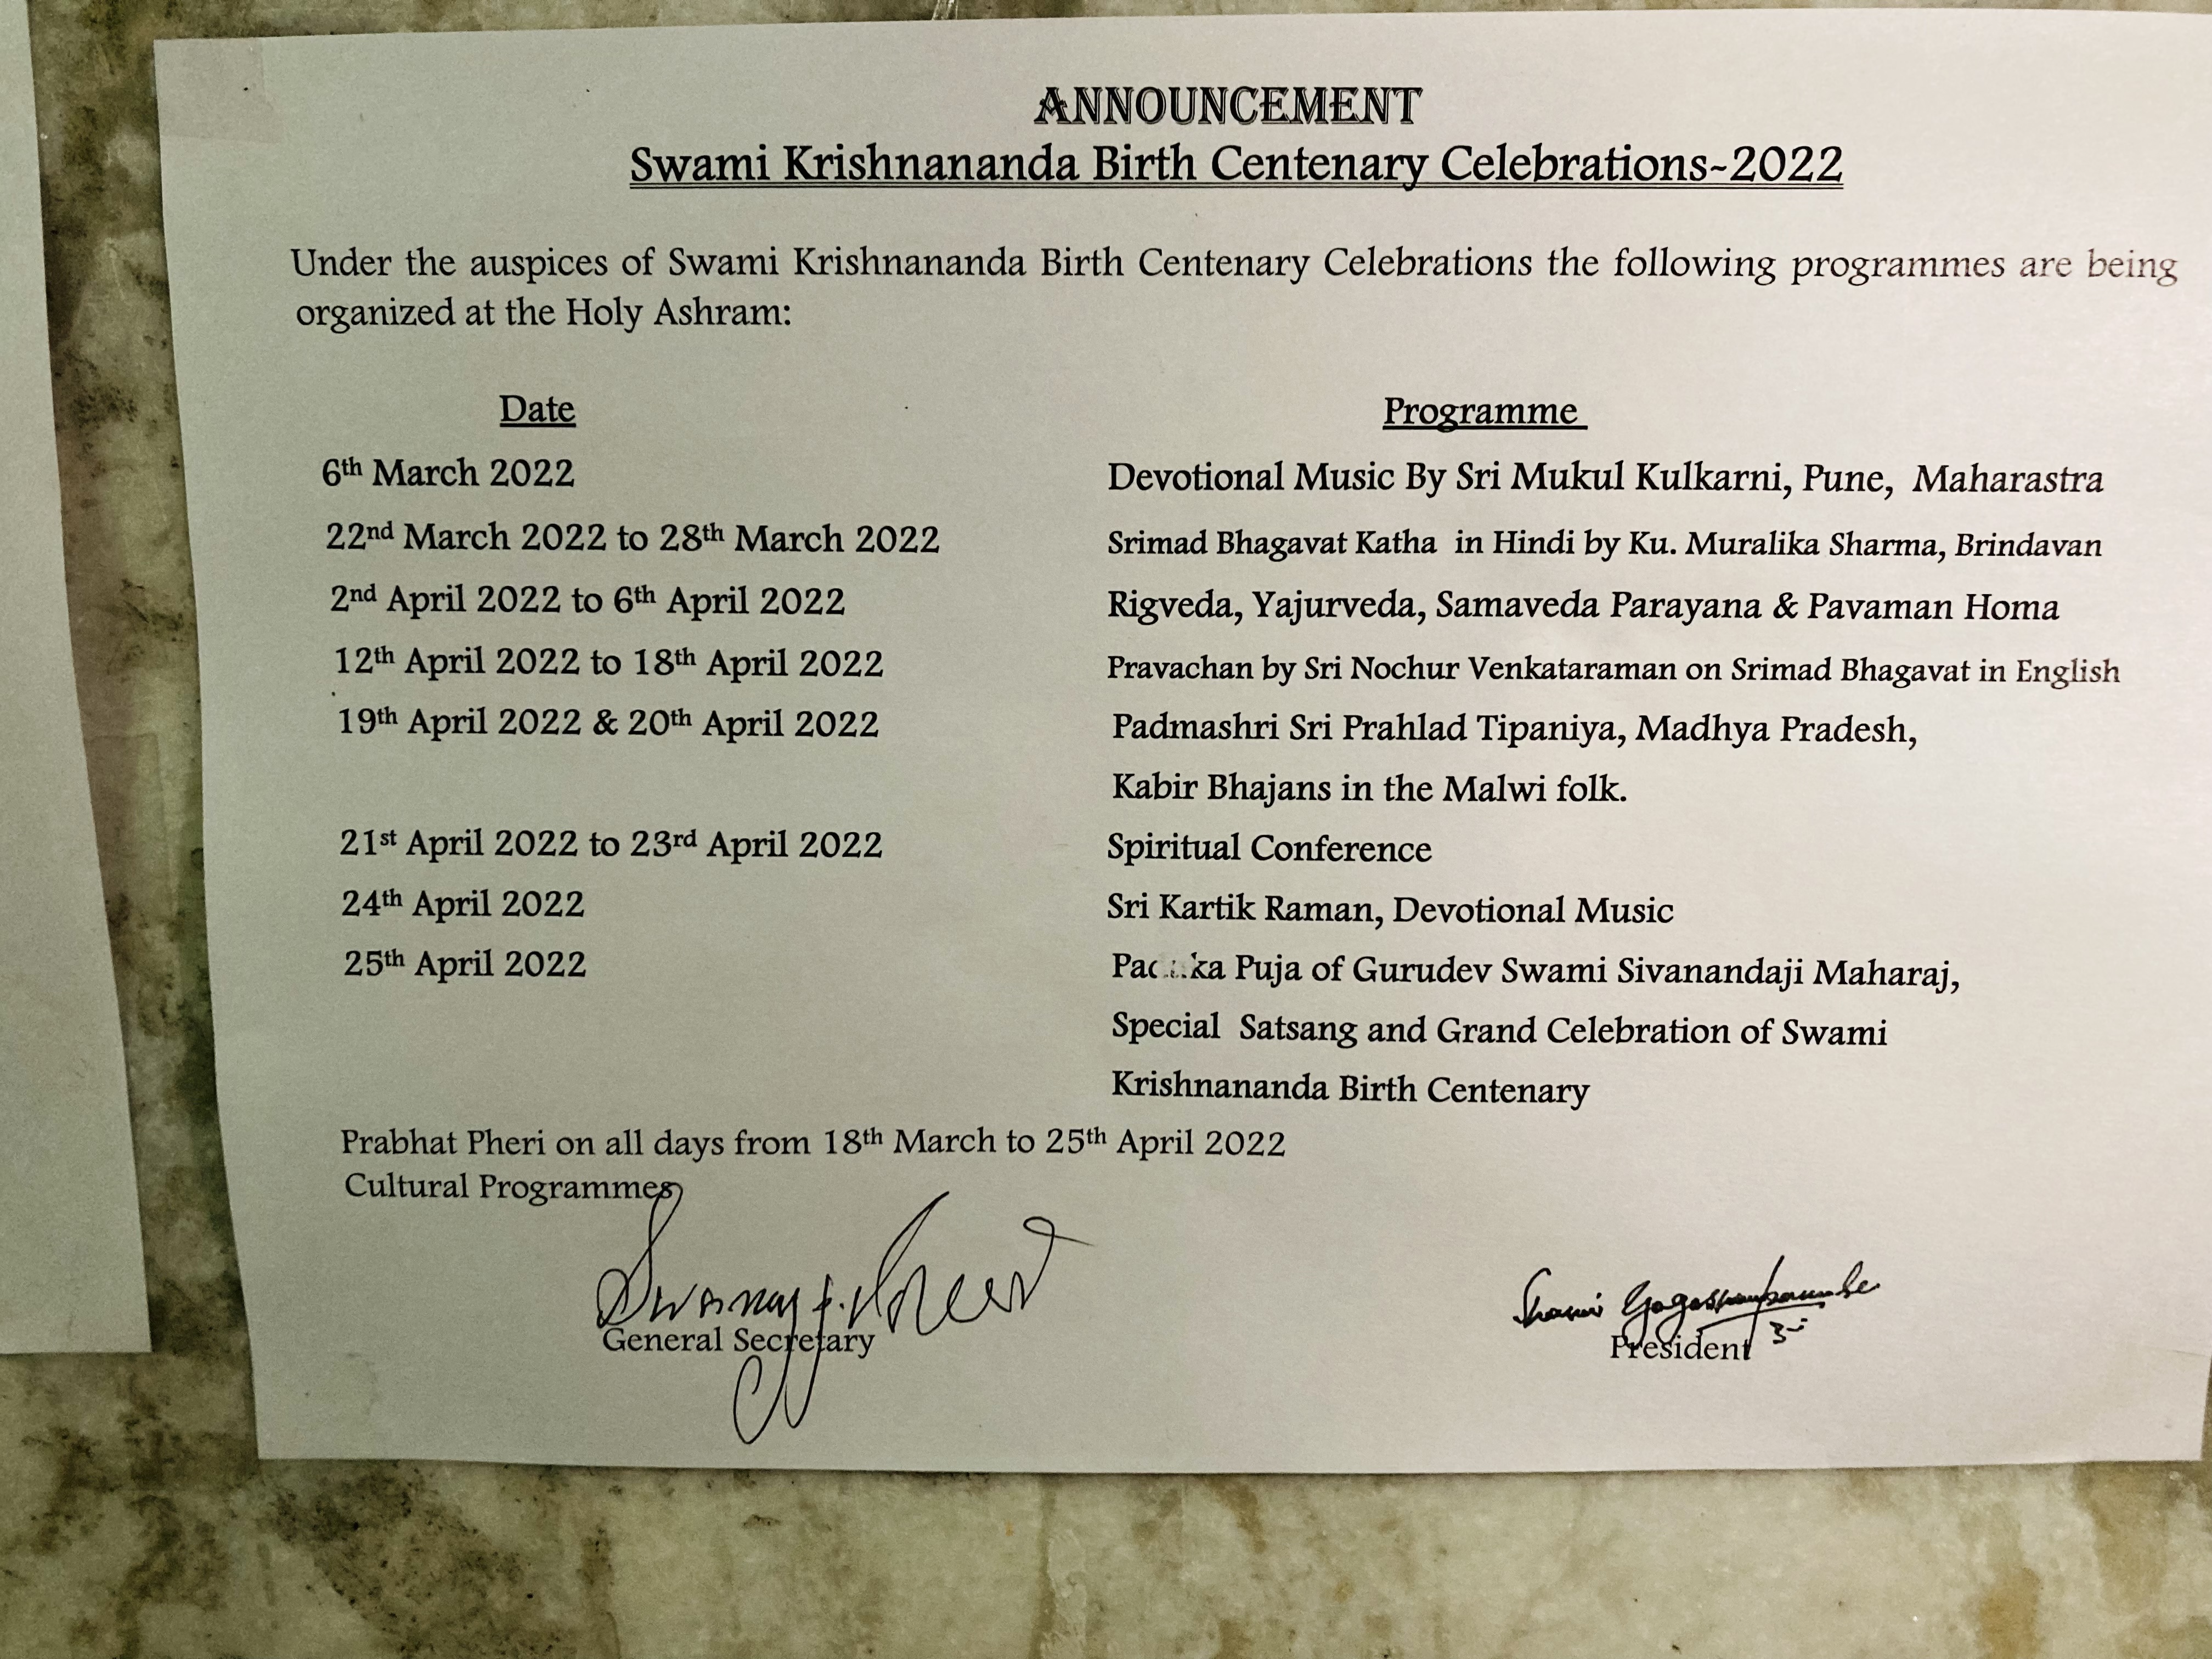 ANNOUNCEMENT
Swami Krishnananda Birth Centenary Celebrations-2022
Under the auspices of Swami Krishnananda Birth Centenary Celebrations the following programmes are being
organized at the Holy Ashram:
Date Programme
6th March 2022 Devotional Music By Sri Mukul Kulkarni, Pune, Maharastra
22nd March 2022 to 28th March 2022 Srimad Bhagavat Katha in Hindi by Ku. Muralika Sharma, Brindavan
2nd April 2022 to 6th April 2022 Rigveda, Yajurveda, Samaveda Parayana & Pavaman Homa
12th April 2022 to 18th April 2022 Pravachan by Sri Nochur Venkataraman on Srimad Bhagavat in English
19th April 2022 & 20th April 2022 Padmashri Sri Prahlad Tipaniya, Madhya Pradesh,
Kabir Bhajans in the Malwi folk.
21st April 2022 to 23rd April 2022 Spiritual Conference
24th April 2022 Sri Kartik Raman, Devotional Music
25th April 2022 Puja of Gurudev Swami Sivanandaji Maharaj,
Special Satsang and Grand Celebration of Swami
Krishnananda Birth Centenary
Prabhat Pheri on all days from 18th March to 25th April 2022
Cultural Programmes
General Secretary President